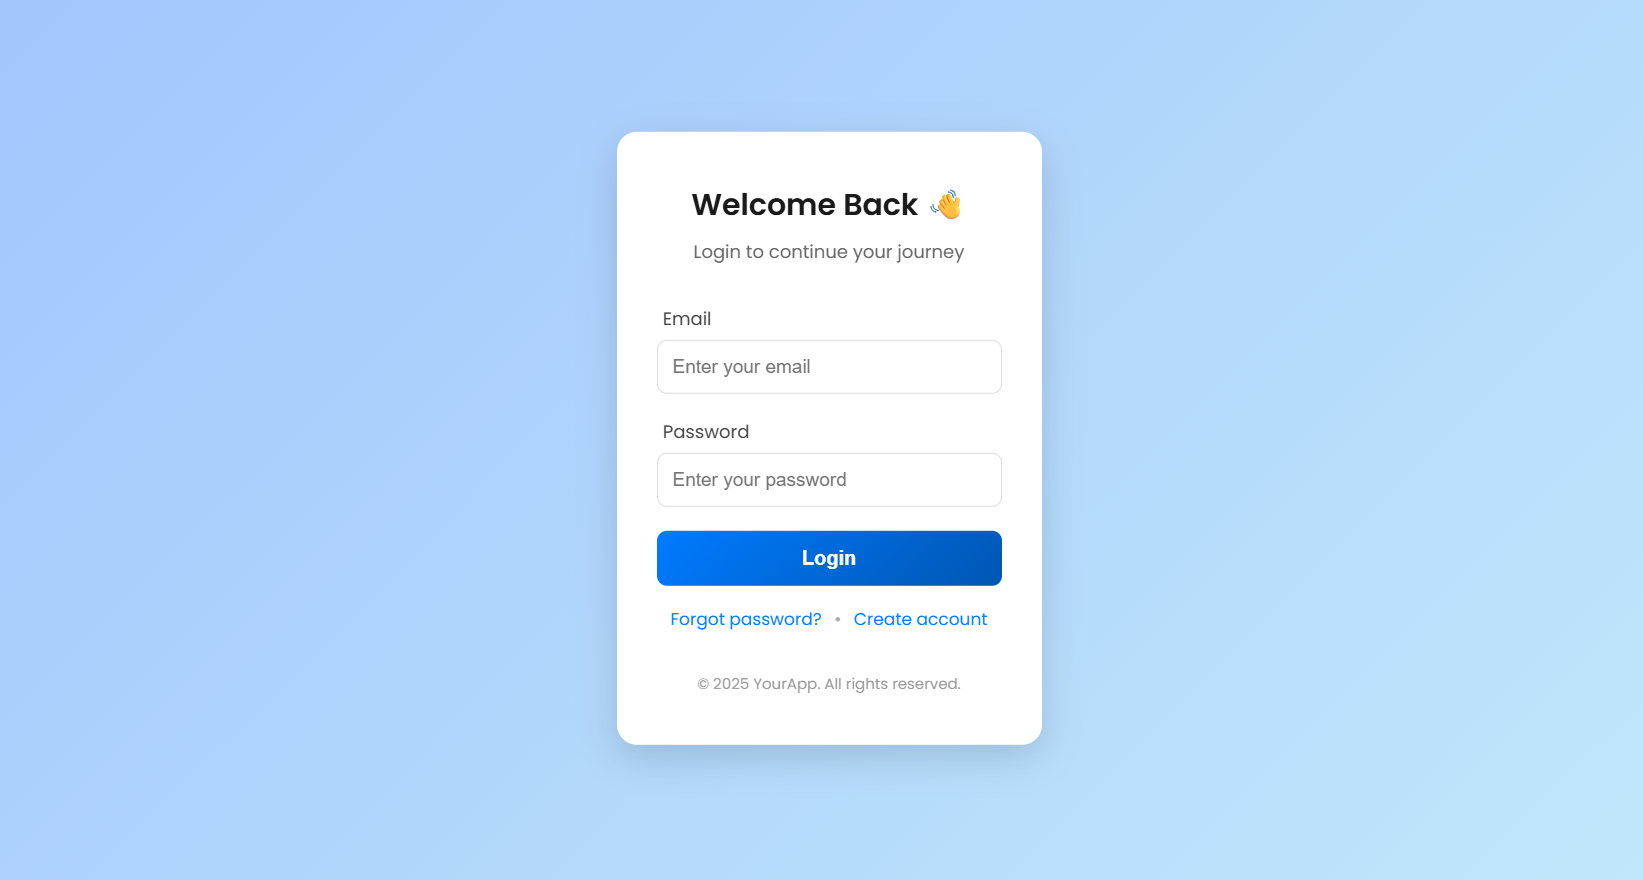 Welcome Back 👋
Login to continue your journey
Email
Enter your email
Password
Enter your password
Login
Forgot password? • Create account
© 2025 YourApp. All rights reserved.